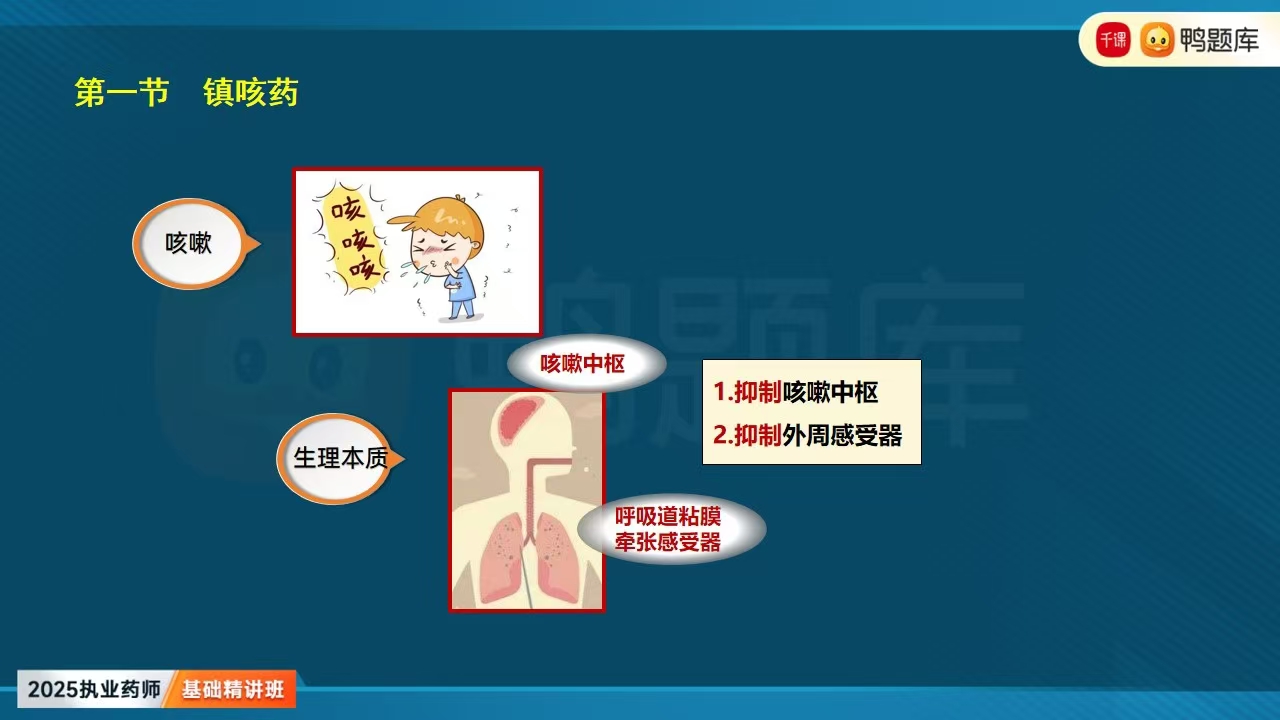 千课 鸭题库
第一节 镇咳药
咳嗽
咳
咳
咳
咳嗽中枢
1.抑制咳嗽中枢
2.抑制外周感受器
生理本质
呼吸道粘膜
牵张感受器
鸭题库
2025执业药师 基础精讲班